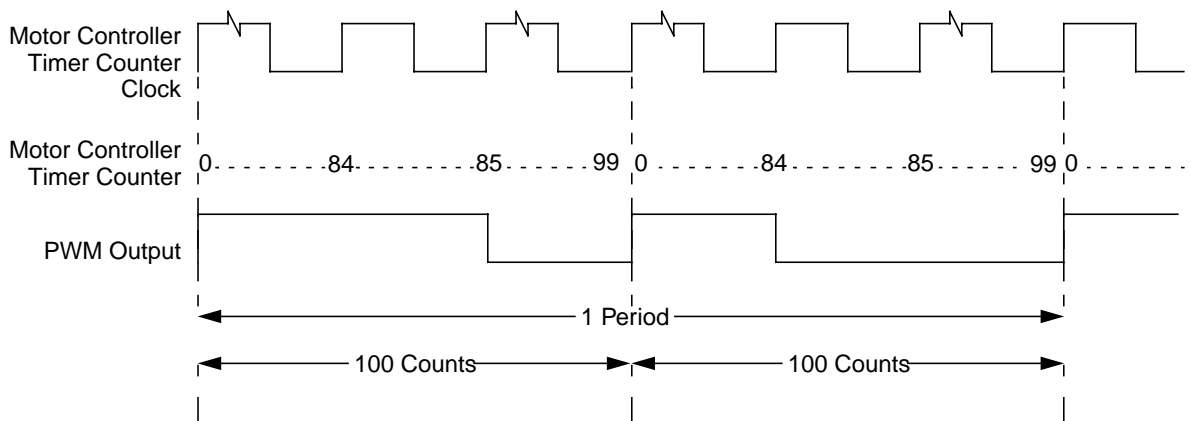 Motor Controller
Timer Counter
Clock
Motor Controller
Timer Counter
0 84 85 99 0 84 85 99 0
PWM Output
1 Period
100 Counts 100 Counts